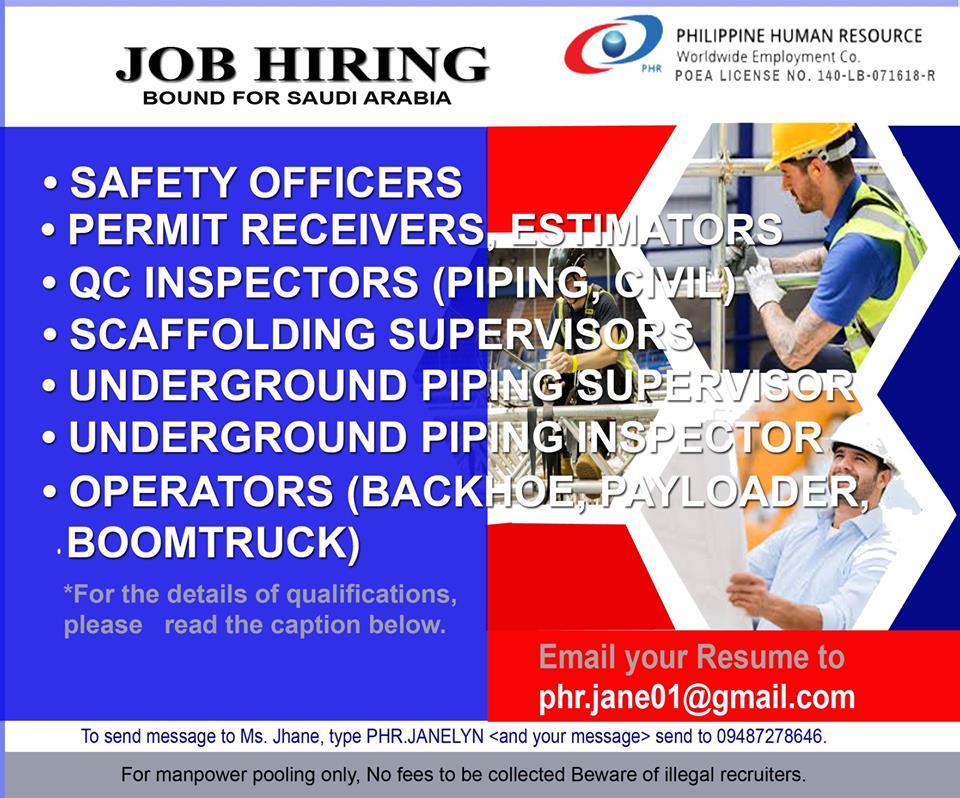 JOB HIRING
BOUND FOR SAUDI ARABIA
PHR
PHILIPPINE HUMAN RESOURCE
Worldwide Employment Co.
POEA LICENSE NO. 140-LB-071618-R
• SAFETY OFFICERS
• PERMIT RECEIVERS, ESTIMATORS
• QC INSPECTORS (PIPING, CIVIL)
• SCAFFOLDING SUPERVISORS
• UNDERGROUND PIPING SUPERVISOR
• UNDERGROUND PIPING INSPECTOR
• OPERATORS (BACKHOE, PAYLOADER,
• BOOMTRUCK)
*For the details of qualifications,
please read the caption below.
Email your Resume to
phr.jane01@gmail.com
To send message to Ms. Jhane, type PHR.JANELYN <and your message> send to 09487278646.
For manpower pooling only, No fees to be collected Beware of illegal recruiters.